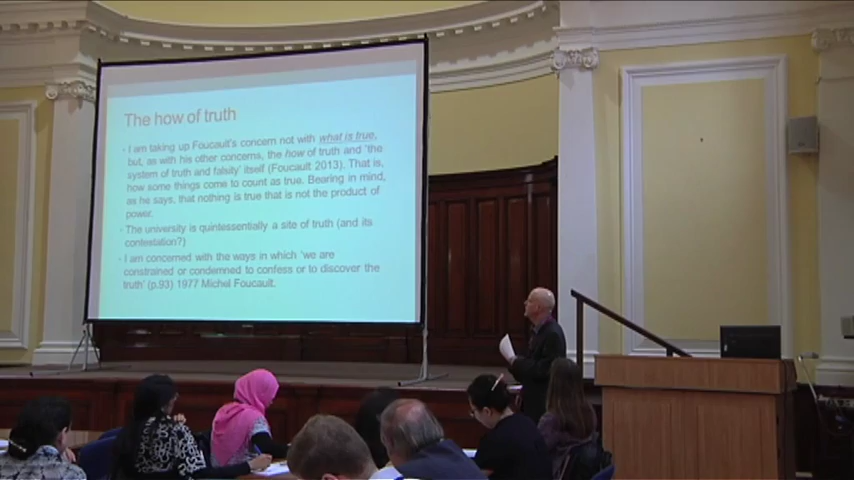 The how of truth
• I am taking up Foucault's concern not with what is true,
but, as with his other concerns, the how of truth and 'the
system of truth and falsity' itself (Foucault 2013). That is,
how some things come to count as true. Bearing in mind,
as he says, that nothing is true that is not the product of
power.
• The university is quintessentially a site of truth (and its
contestation?)
• I am concerned with the ways in which 'we are
constrained or condemned to confess or to discover the
truth' (p.93) 1977 Michel Foucault.